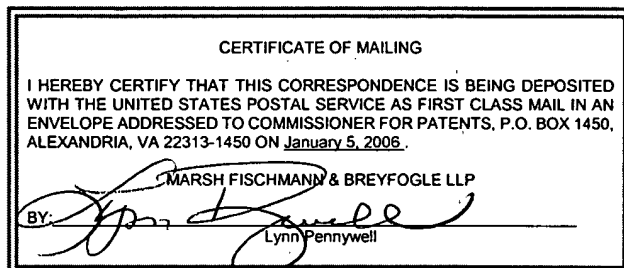 CERTIFICATE OF MAILING
I HEREBY CERTIFY THAT THIS CORRESPONDENCE IS BEING DEPOSITED
WITH THE UNITED STATES POSTAL SERVICE AS FIRST CLASS MAIL IN AN
ENVELOPE ADDRESSED TO COMMISSIONER FOR PATENTS, P.O. BOX 1450,
ALEXANDRIA, VA 22313-1450 ON January 5, 2006.
MARSH FISCHMANN & BREYFOGLE LLP
BY: Lynn Pennywell
Lynn Pennywell